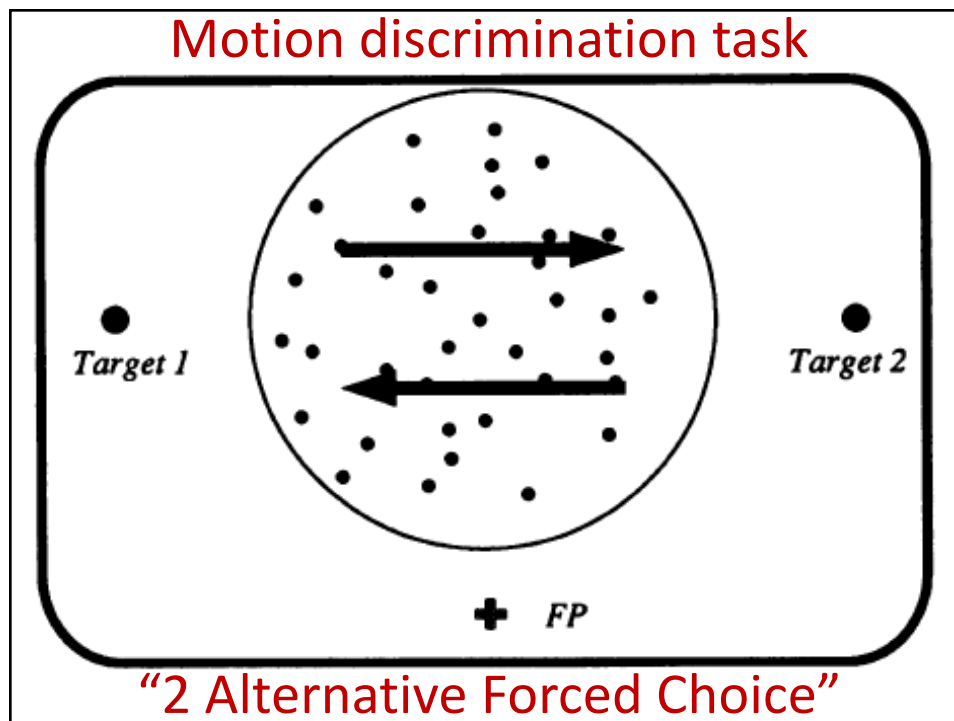 Motion discrimination task
Target 1
Target 2
FP
“2 Alternative Forced Choice”